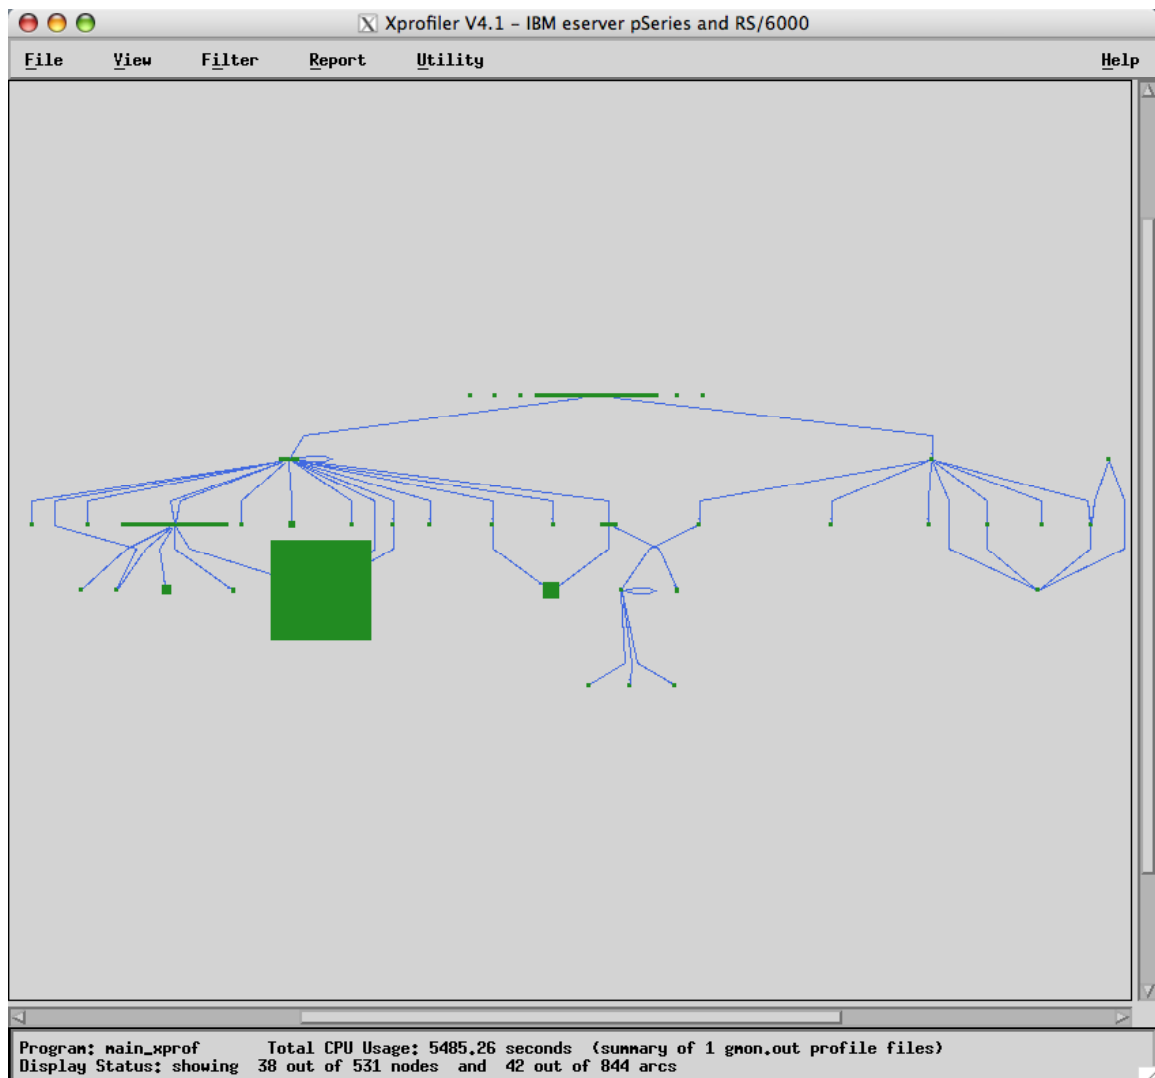 X Xprofiler V4.1 - IBM eserver pSeries and RS/6000
File View Filter Report Utility Help
Program: main_xprof Total CPU Usage: 5485.26 seconds (summary of 1 gmon.out profile files)
Display Status: showing 38 out of 531 nodes and 42 out of 844 arcs